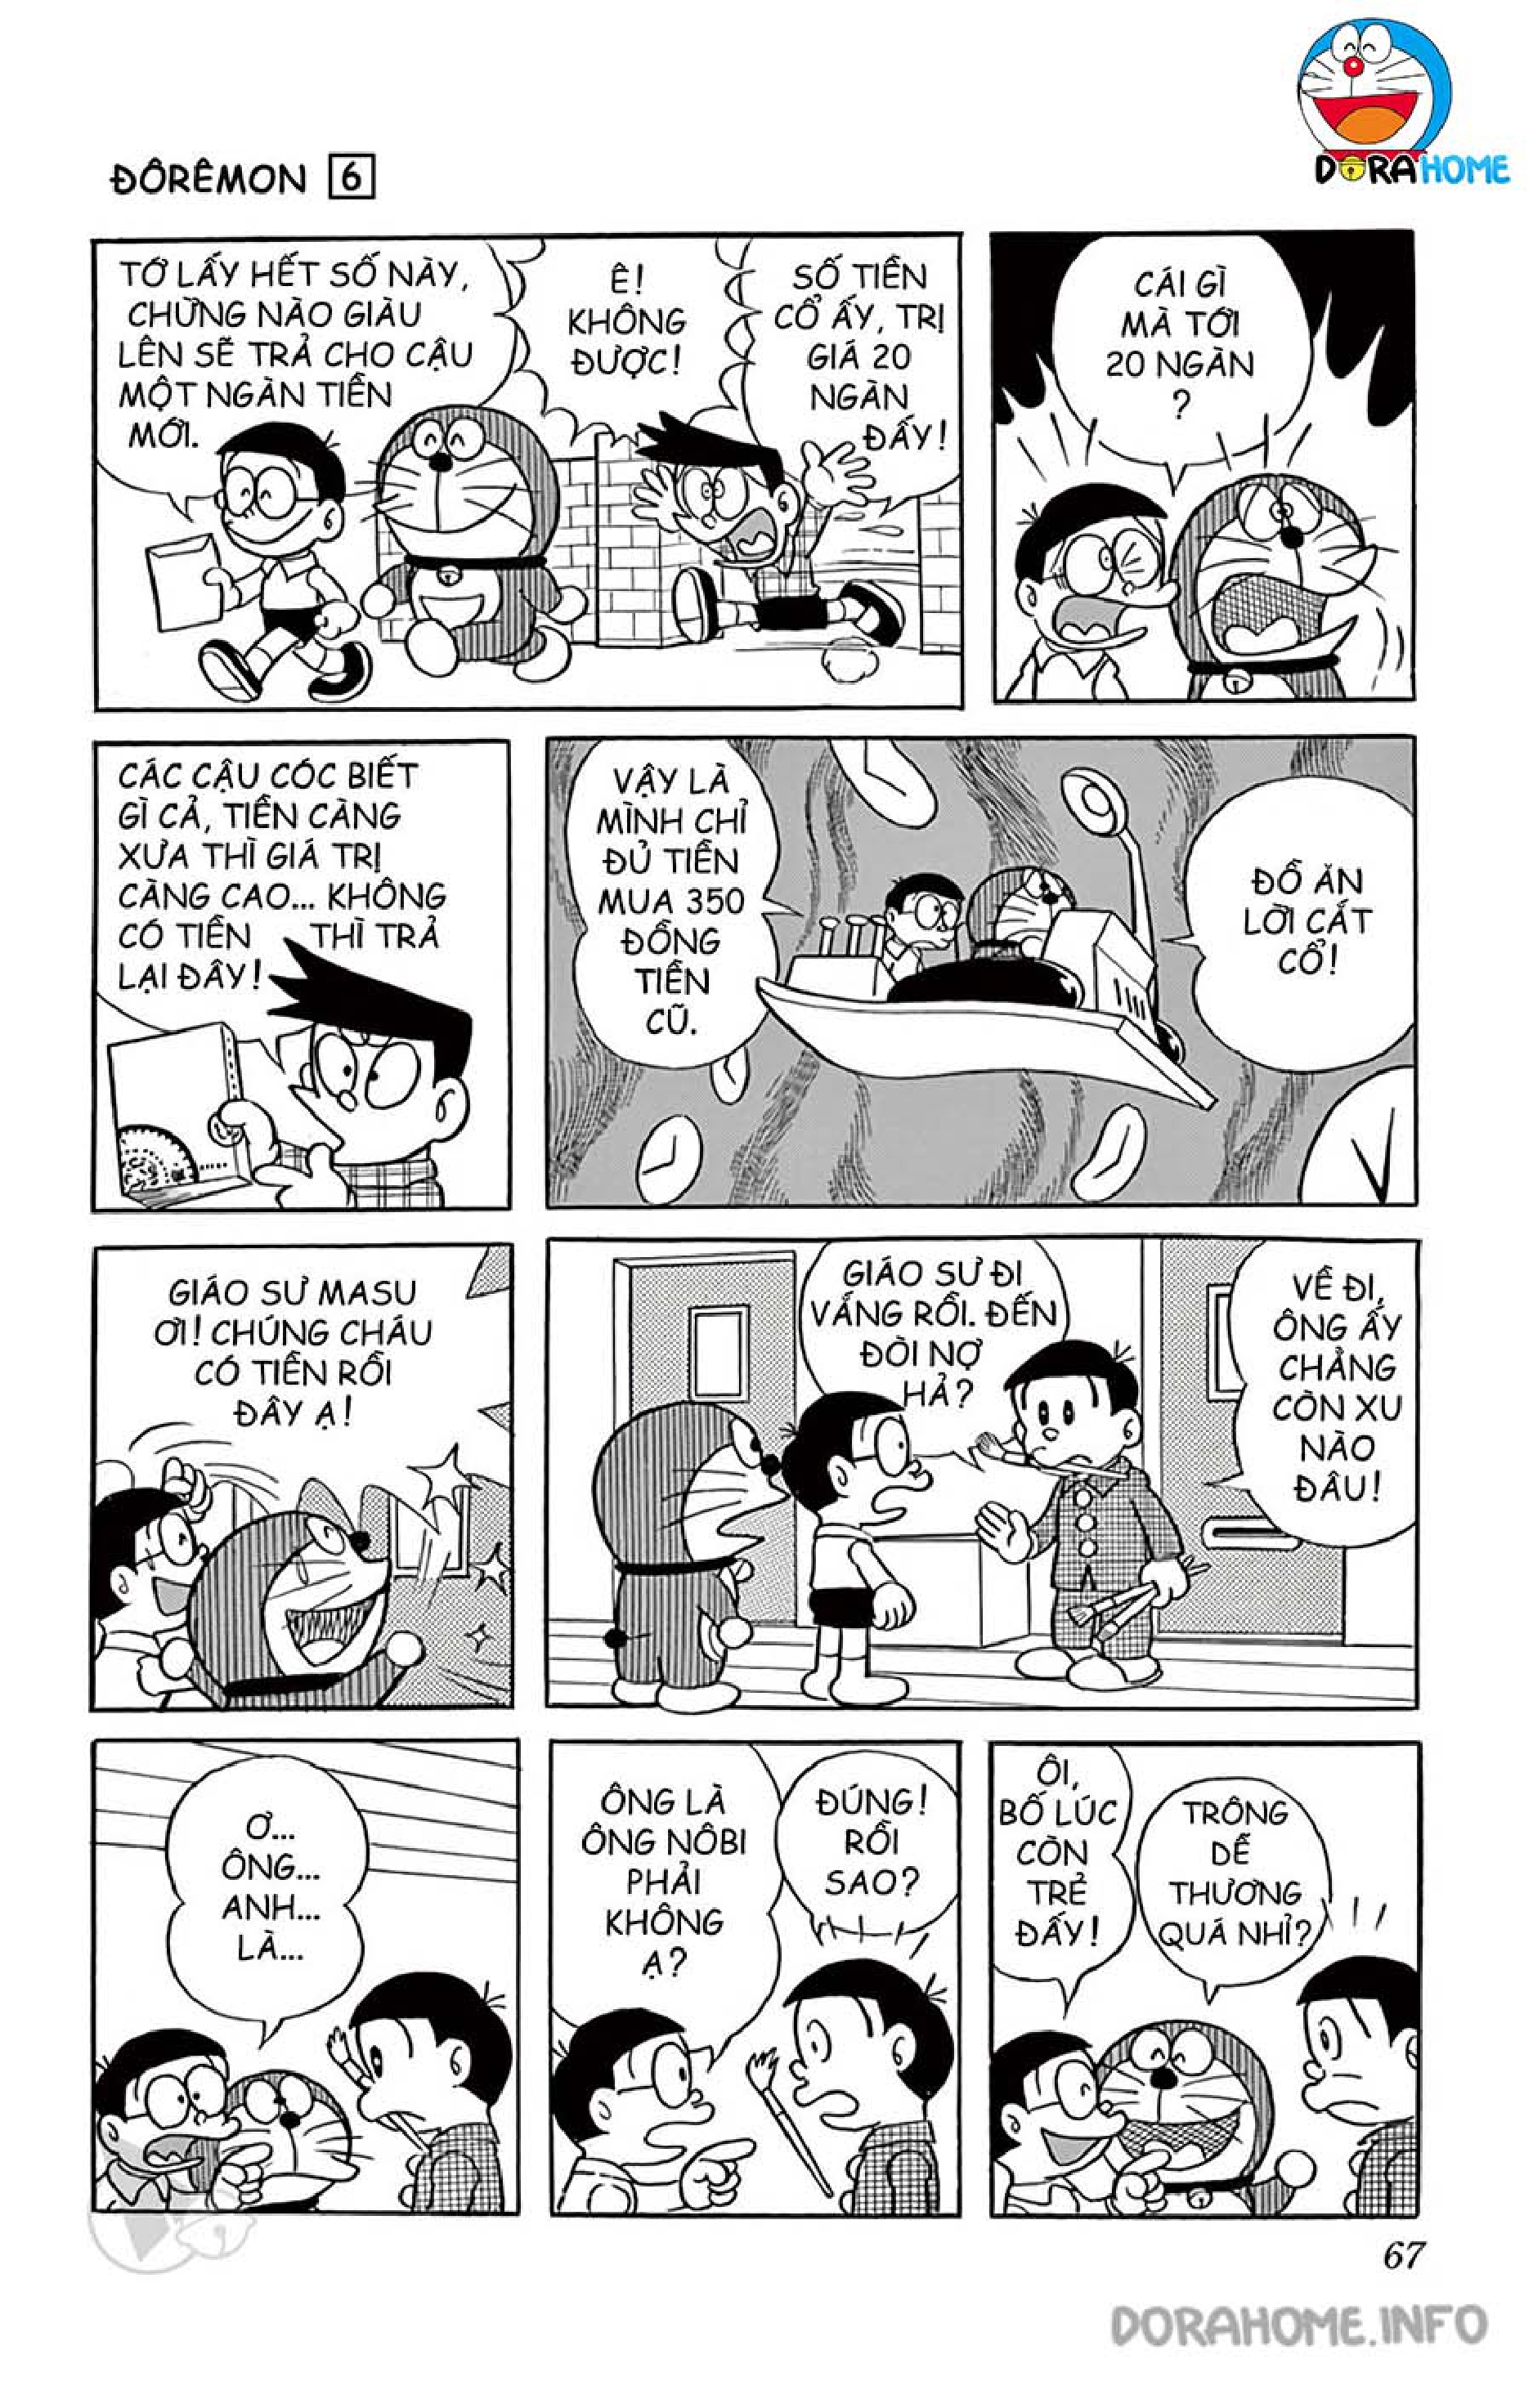 DORAHOME
ĐÔRÊMON 6
TỚ LẤY HẾT SỐ NÀY,
CHỪNG NÀO GIÀU
LÊN SẼ TRẢ CHO CẬU
MỘT NGÀN TIỀN
MỚI.
Ê!
KHÔNG
ĐƯỢC!
SỐ TIỀN
CỔ ẤY, TRỊ
GIÁ 20
NGÀN
ĐẤY!
CÁI GÌ
MÀ TỚI
20 NGÀN
?
CÁC CẬU CÓC BIẾT
GÌ CẢ, TIỀN CÀNG
XƯA THÌ GIÁ TRỊ
CÀNG CAO... KHÔNG
CÓ TIỀN THÌ TRẢ
LẠI ĐÂY!
VẬY LÀ
MÌNH CHỈ
ĐỦ TIỀN
MUA 350
ĐỒNG
TIỀN
CŨ.
ĐỒ ĂN
LỜI CẮT
CỔ!
GIÁO SƯ MASU
ƠI! CHÚNG CHÁU
CÓ TIỀN RỒI
ĐÂY Ạ!
GIÁO SƯ ĐI
VẮNG RỒI. ĐẾN
ĐÒI NỢ
HẢ?
VỀ ĐI,
ÔNG ẤY
CHẲNG
CÒN XU
NÀO
ĐÂU!
Ơ...
ÔNG...
ANH...
LÀ...
ÔNG LÀ
ÔNG NÔBI
PHẢI
KHÔNG
Ạ?
ĐÚNG!
RỒI
SAO?
ÔI,
BỐ LÚC
CÒN
TRẺ
ĐẤY!
TRÔNG
DỄ
THƯƠNG
QUÁ NHỈ?
67
DORAHOME.INFO